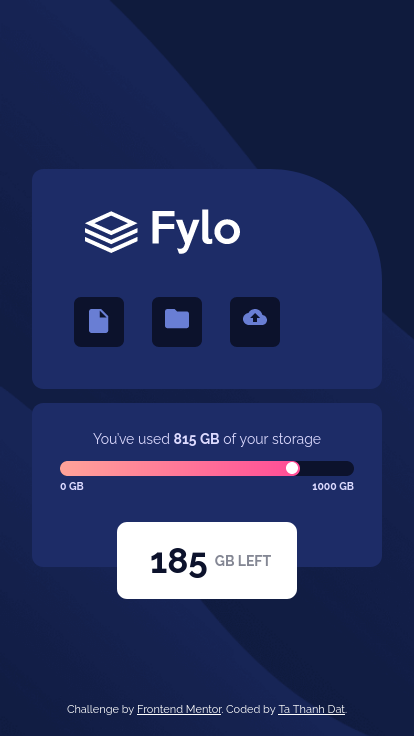 Fylo
You've used 815 GB of your storage
0 GB 1000 GB
185 GB LEFT
Challenge by Frontend Mentor. Coded by Ta Thành Dat.